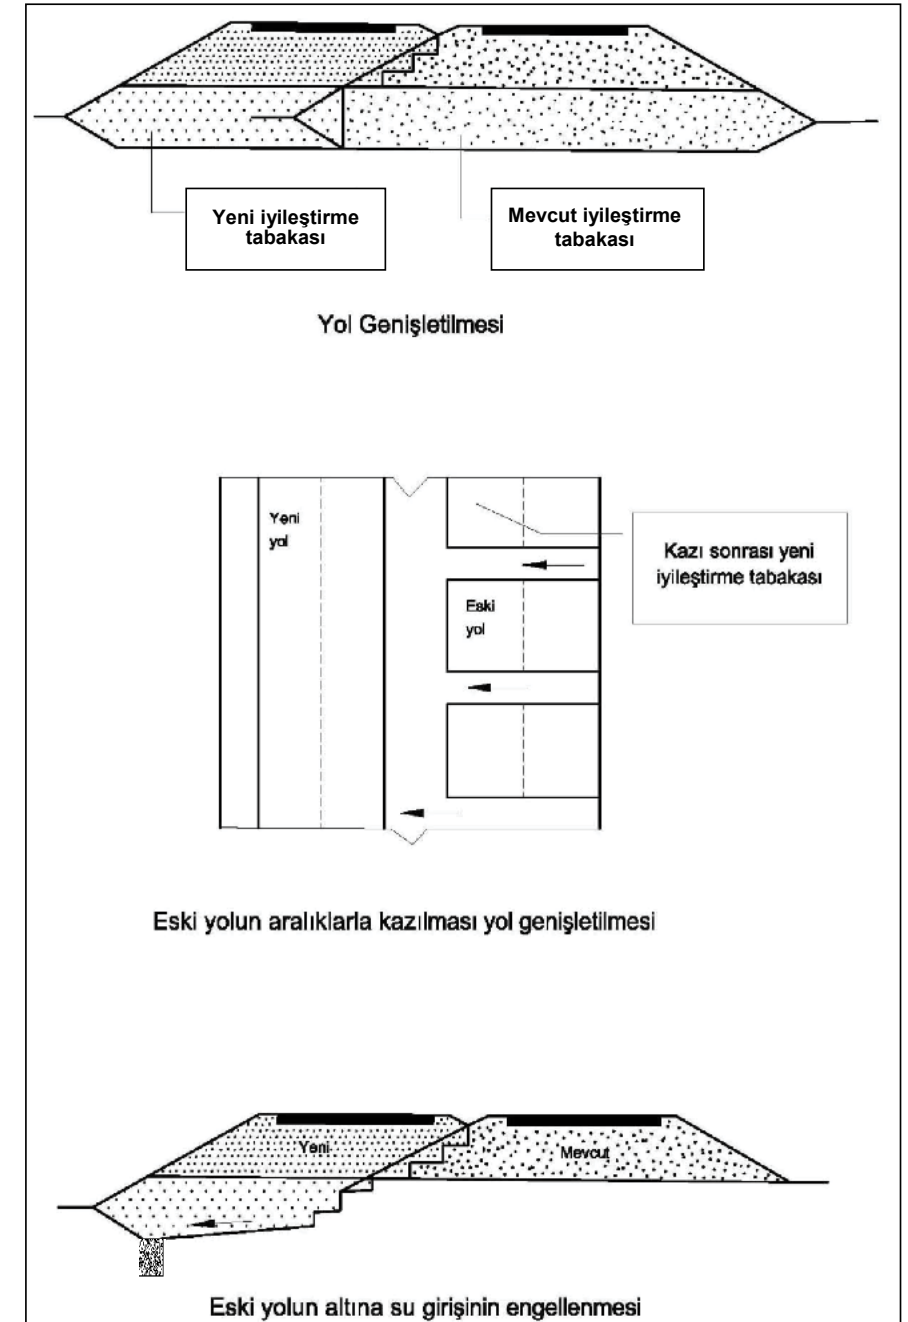 Yeni iyileştirme
tabakası
Mevcut iyileştirme
tabakası
Yol Genişletilmesi
Yeni
yol
Kazı sonrası yeni
iyileştirme tabakası
Eski
yol
Eski yolun aralıklarla kazılması yol genişletilmesi
Yeni
Mevcut
Eski yolun altına su girişinin engellenmesi